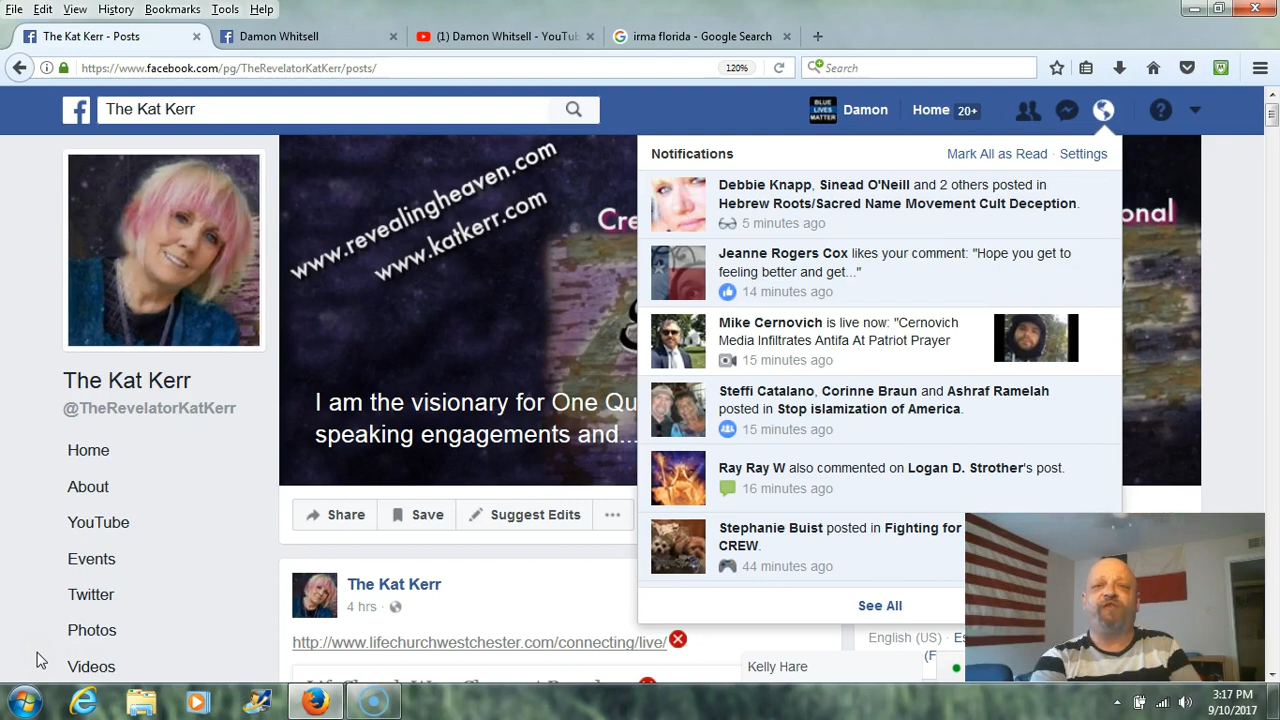 File Edit View History Bookmarks Tools Help
The Kat Kerr - Posts
Damon Whitsell
(1) Damon Whitsell - YouTub
irma florida - Google Search
https://www.facebook.com/pg/TheRevelatorKatKerr/posts/
120%
Search
The Kat Kerr
BLUE
LIVES
MATTER
Damon
Home 20+
Notifications
Mark All as Read · Settings
Debbie Knapp, Sinead O'Neill and 2 others posted in
Hebrew Roots/Sacred Name Movement Cult Deception.
5 minutes ago
Jeanne Rogers Cox likes your comment: "Hope you get to
feeling better and get..."
14 minutes ago
Mike Cernovich is live now: "Cernovich
Media Infiltrates Antifa At Patriot Prayer
15 minutes ago
Steffi Catalano, Corinne Braun and Ashraf Ramelah
posted in Stop islamization of America.
15 minutes ago
Ray Ray W also commented on Logan D. Strother's post.
16 minutes ago
Stephanie Buist posted in Fighting for
CREW.
44 minutes ago
See All
www.revealingheaven.com
www.katkerr.com
Cre
onal
I am the visionary for One Qu
speaking engagements and...
The Kat Kerr
@TheRevelatorKatKerr
Home
About
YouTube
Events
Twitter
Photos
Videos
Share
Save
Suggest Edits
The Kat Kerr
4 hrs
http://www.lifechurchwestchester.com/connecting/live/
English (US) · Es
(F
Kelly Hare
3:17 PM
9/10/2017